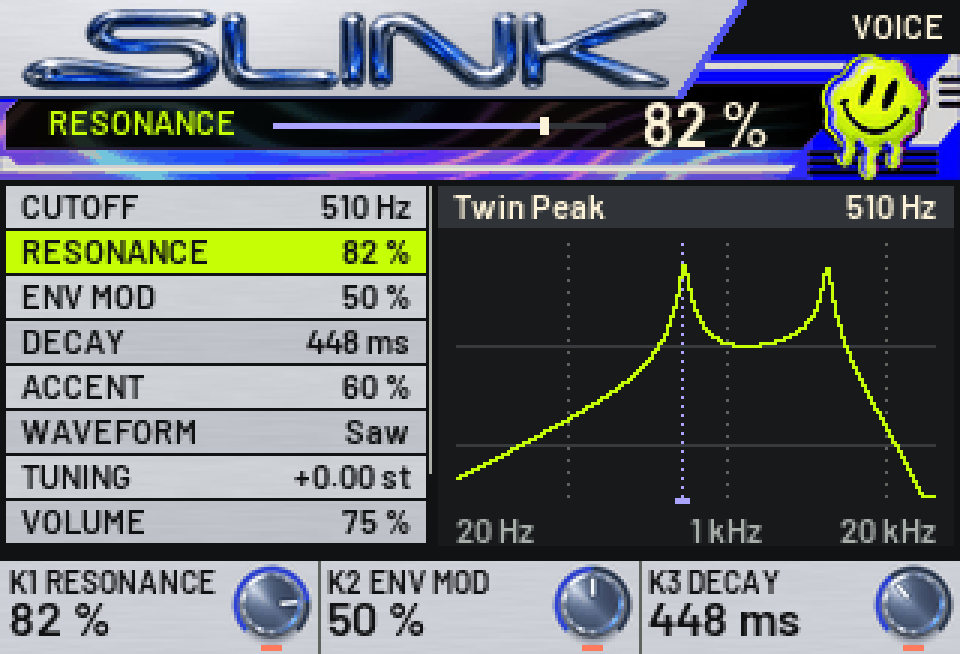 SLINK
VOICE
RESONANCE 82 %
CUTOFF 510 Hz
RESONANCE 82 %
ENV MOD 50 %
DECAY 448 ms
ACCENT 60 %
WAVEFORM Saw
TUNING +0.00 st
VOLUME 75 %
Twin Peak 510 Hz
20 Hz 1 kHz 20 kHz
K1 RESONANCE
82 %
K2 ENV MOD
50 %
K3 DECAY
448 ms